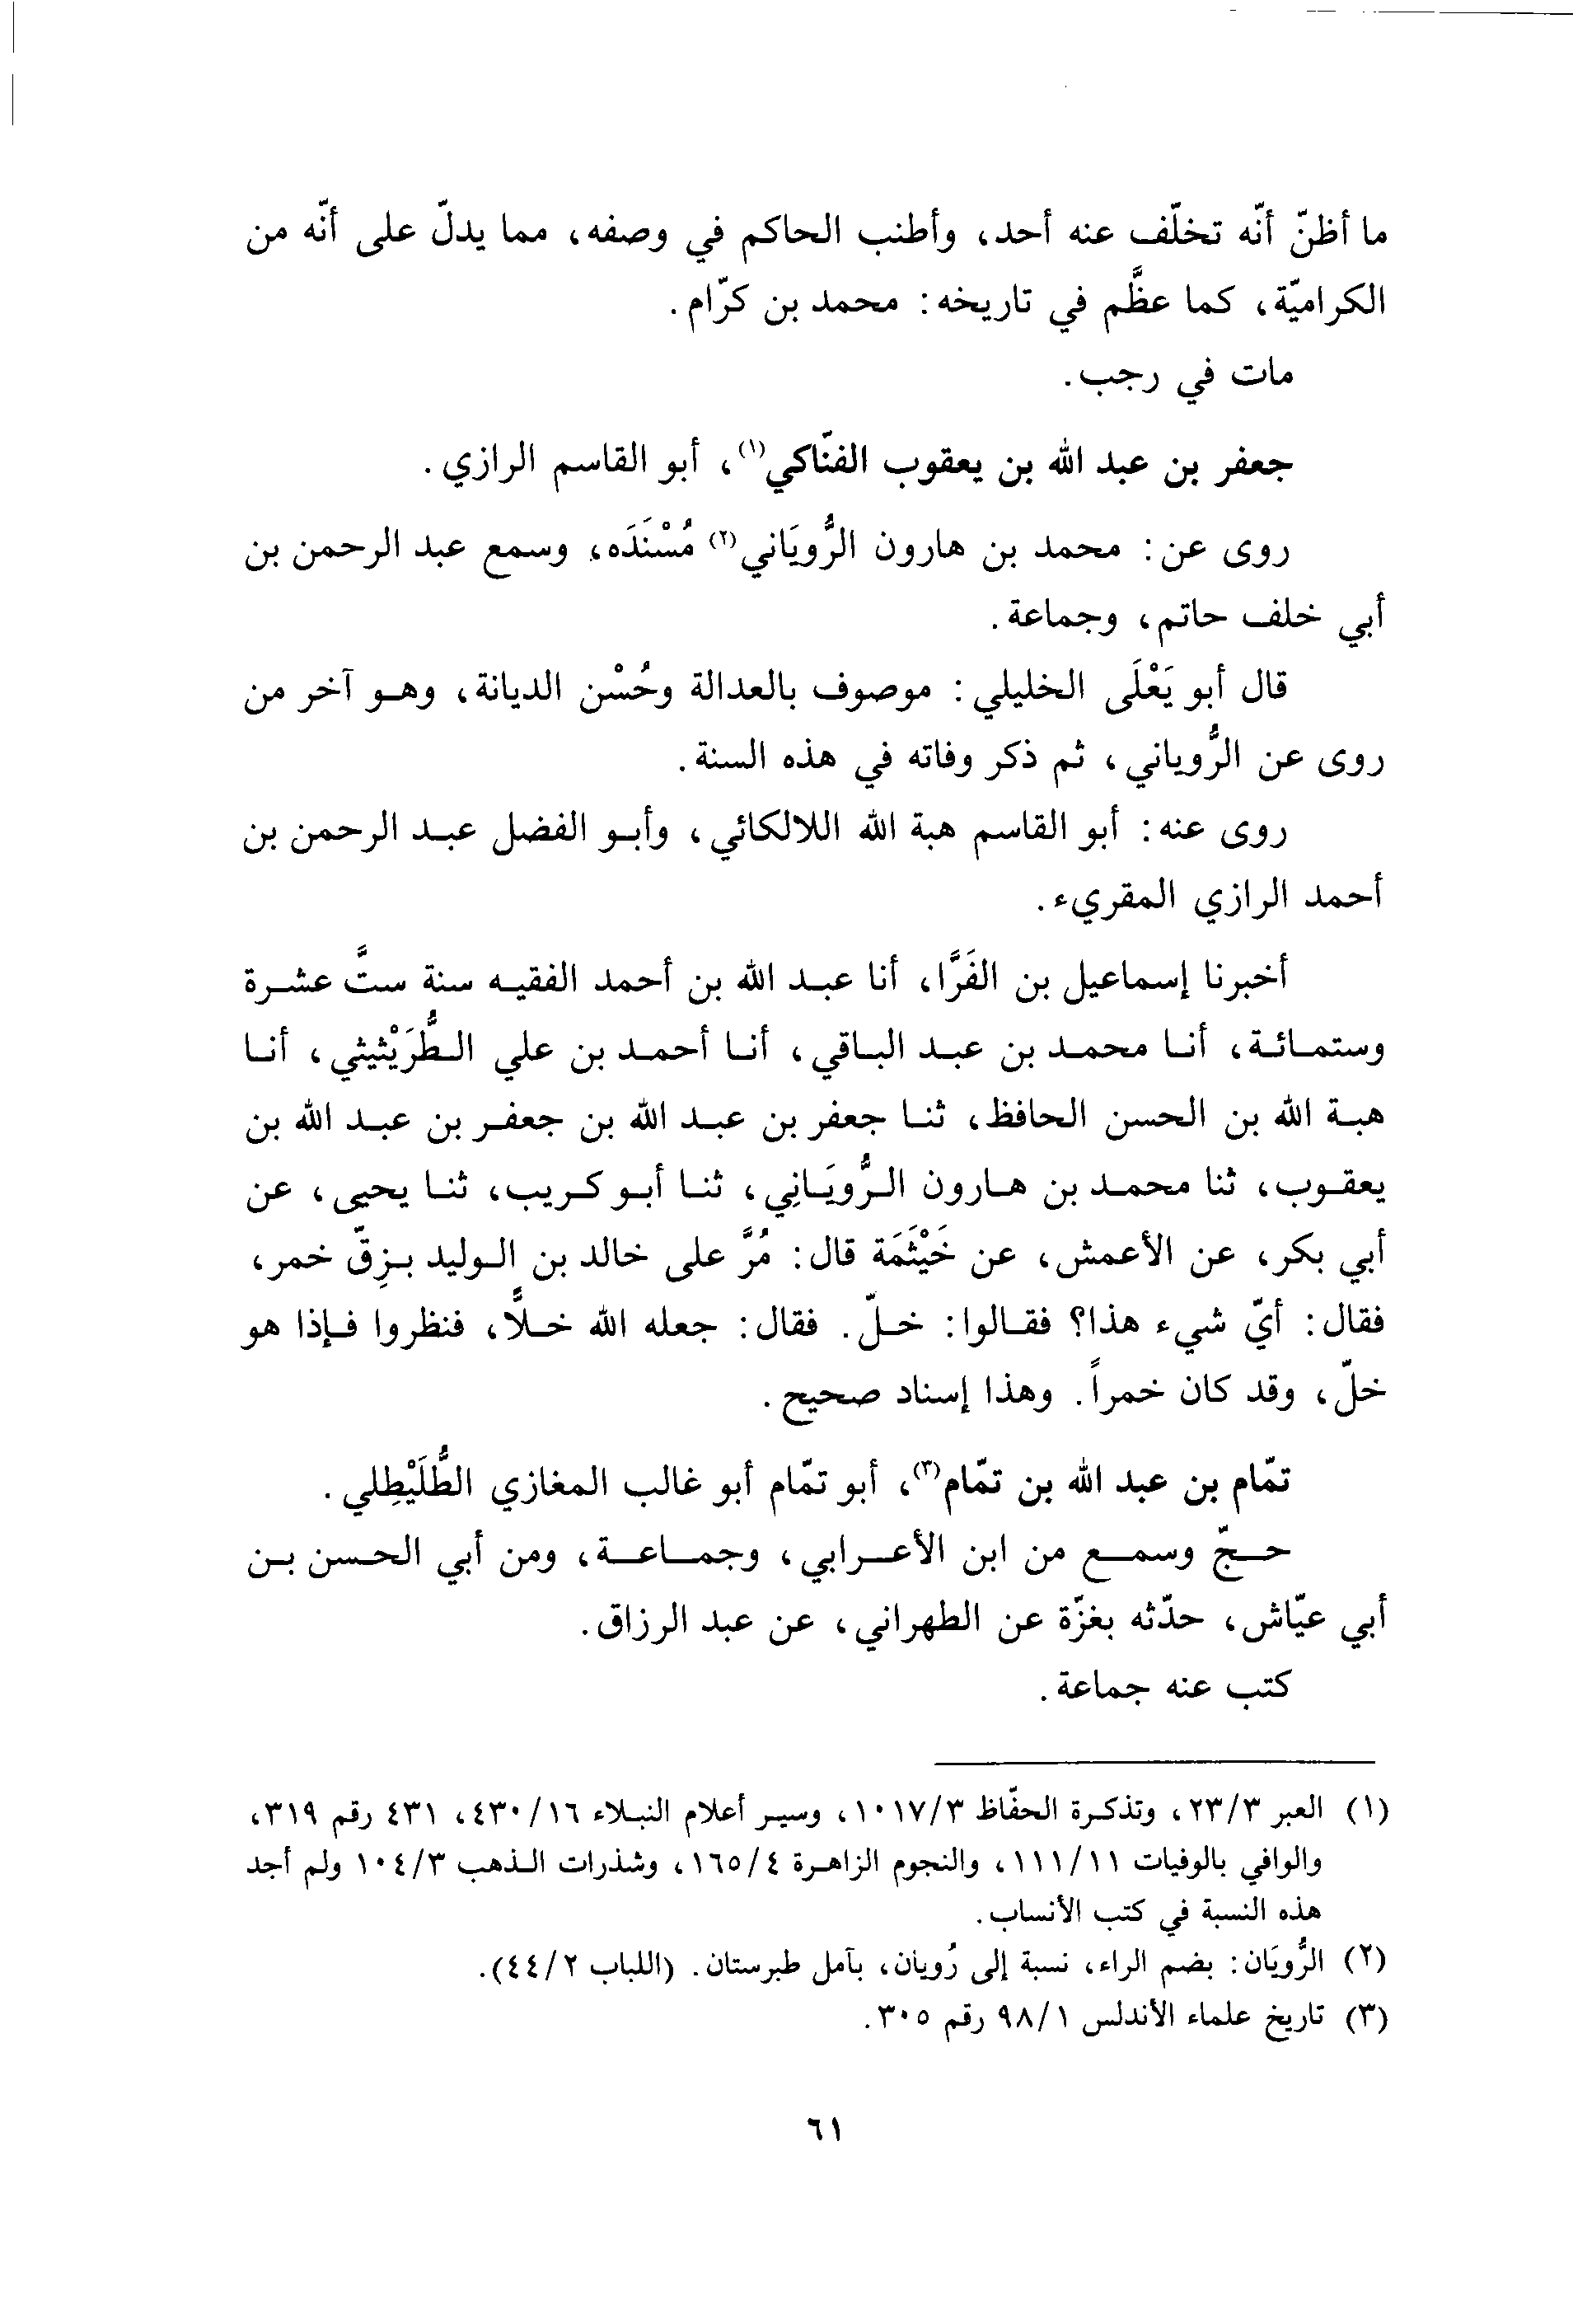 ما أظنّ أنّه تخلّف عنه أحد، وأطنب الحاكم في وصفه، مما يدلّ على أنّه من
الكراميّة، كما عظَّم في تاريخه: محمد بن كرّام.
مات في رجب.
جعفر بن عبد الله بن يعقوب الفنّاكي(١)، أبو القاسم الرازي.
روى عن: محمد بن هارون الرُّويَاني(٢) مُسْنَدَه، وسمع عبد الرحمن بن
أبي خلف حاتم، وجماعة.
قال أبو يَعْلَى الخليلي: موصوف بالعدالة وحُسْن الديانة، وهو آخر من
روى عن الرُّوياني، ثم ذكر وفاته في هذه السنة.
روى عنه: أبو القاسم هبة الله اللالكائي، وأبو الفضل عبد الرحمن بن
أحمد الرازي المقريء.
أخبرنا إسماعيل بن الفَرَّا، أنا عبد الله بن أحمد الفقيه سنة ستَّ عشرة
وستمائة، أنا محمد بن عبد الباقي، أنا أحمد بن علي الطُّرَيْثيثي، أنا
هبة الله بن الحسن الحافظ، ثنا جعفر بن عبد الله بن جعفر بن عبد الله بن
يعقوب، ثنا محمد بن هارون الرُّويَانِي، ثنا أبو كريب، ثنا يحيى، عن
أبي بكر، عن الأعمش، عن خَيْثَمَة قال: مُرَّ على خالد بن الوليد بزِقّ خمر،
فقال: أيّ شيء هذا؟ فقالوا: خلّ. فقال: جعله الله خلًّا، فنظروا فإذا هو
خلّ، وقد كان خمراً. وهذا إسناد صحيح.
تمّام بن عبد الله بن تمّام(٣)، أبو تمّام أبو غالب المغازي الطُّلَيْطِلي.
حجّ وسمع من ابن الأعرابي، وجماعة، ومن أبي الحسن بن
أبي عيّاش، حدّثه بغزّة عن الطهراني، عن عبد الرزاق.
كتب عنه جماعة.
(١) العبر ٢٣/٣، وتذكرة الحفّاظ ١٠١٧/٣، وسير أعلام النبلاء ٤٣٠/١٦، ٤٣١ رقم ٣١٩،
والوافي بالوفيات ١١١/١١، والنجوم الزاهرة ١٦٥/٤، وشذرات الذهب ١٠٤/٣ ولم أجد
هذه النسبة في كتب الأنساب.
(٢) الرُّويَان: بضم الراء، نسبة إلى رُويان، بآمل طبرستان. (اللباب ٤٤/٢).
(٣) تاريخ علماء الأندلس ٩٨/١ رقم ٣٠٥.
٦١